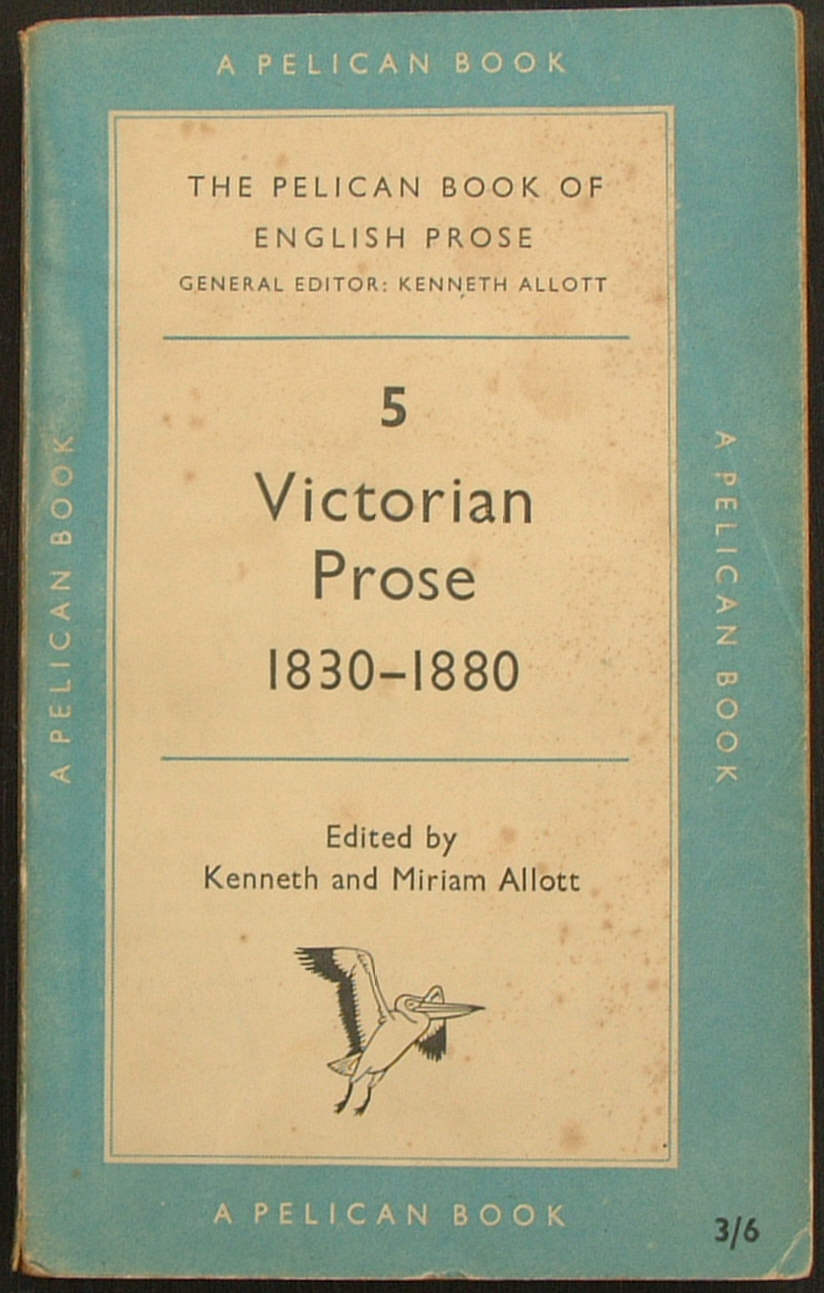 A PELICAN BOOK
THE PELICAN BOOK OF
ENGLISH PROSE
GENERAL EDITOR: KENNETH ALLOTT
5
Victorian
Prose
1830–1880
Edited by
Kenneth and Miriam Allott
A PELICAN BOOK
A PELICAN BOOK
A PELICAN BOOK
3/6